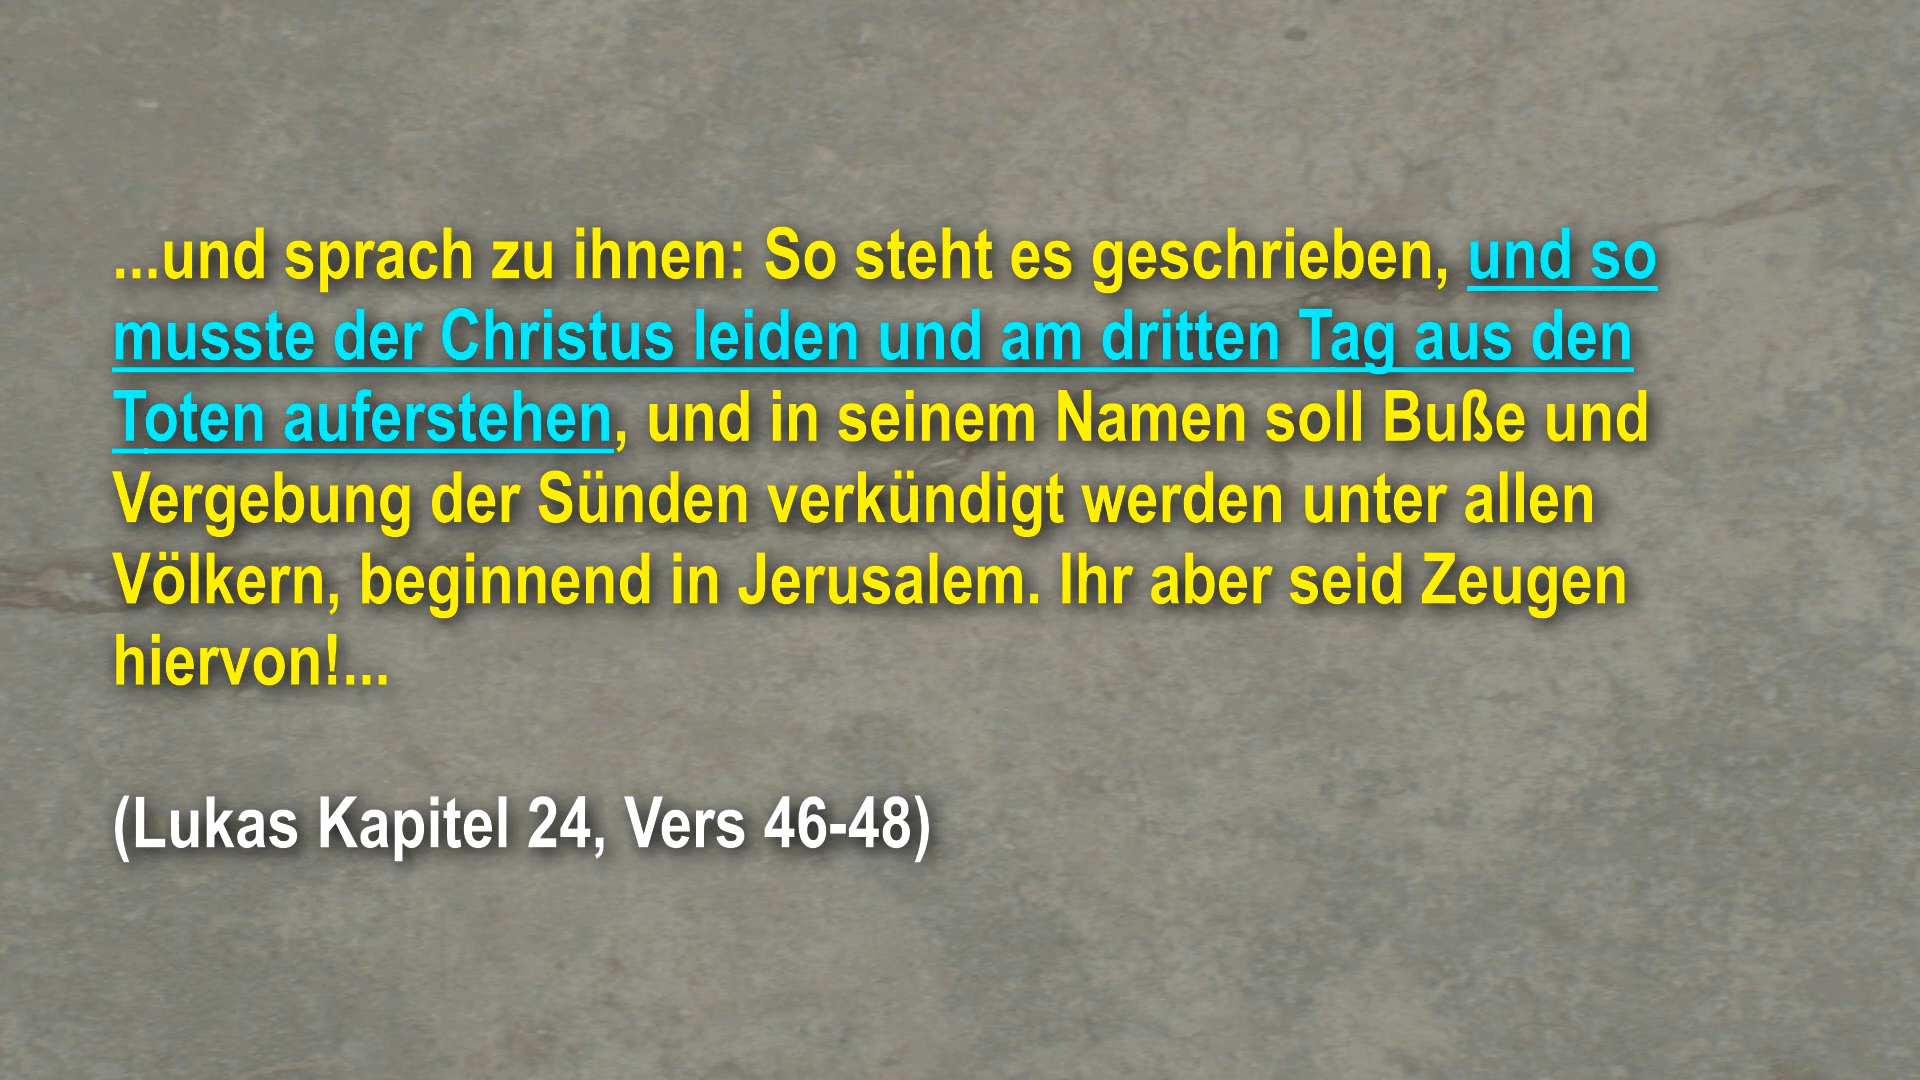 ...und sprach zu ihnen: So steht es geschrieben, und so
musste der Christus leiden und am dritten Tag aus den
Toten auferstehen, und in seinem Namen soll Buße und
Vergebung der Sünden verkündigt werden unter allen
Völkern, beginnend in Jerusalem. Ihr aber seid Zeugen
hiervon!...
(Lukas Kapitel 24, Vers 46-48)